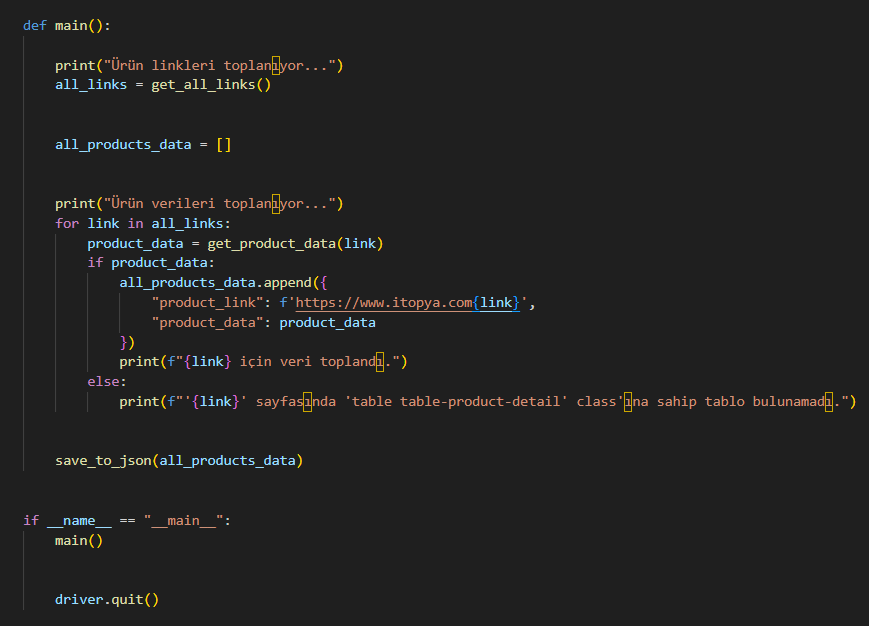 def main():
print("Ürün linkleri toplanıyor...")
all_links = get_all_links()
all_products_data = []
print("Ürün verileri toplanıyor...")
for link in all_links:
product_data = get_product_data(link)
if product_data:
all_products_data.append({
"product_link": f'https://www.itopya.com{link}',
"product_data": product_data
})
print(f"{link} için veri toplandı.")
else:
print(f"'{link}' sayfasında 'table table-product-detail' class'ına sahip tablo bulunamadı.")
save_to_json(all_products_data)
if __name__ == "__main__":
main()
driver.quit()